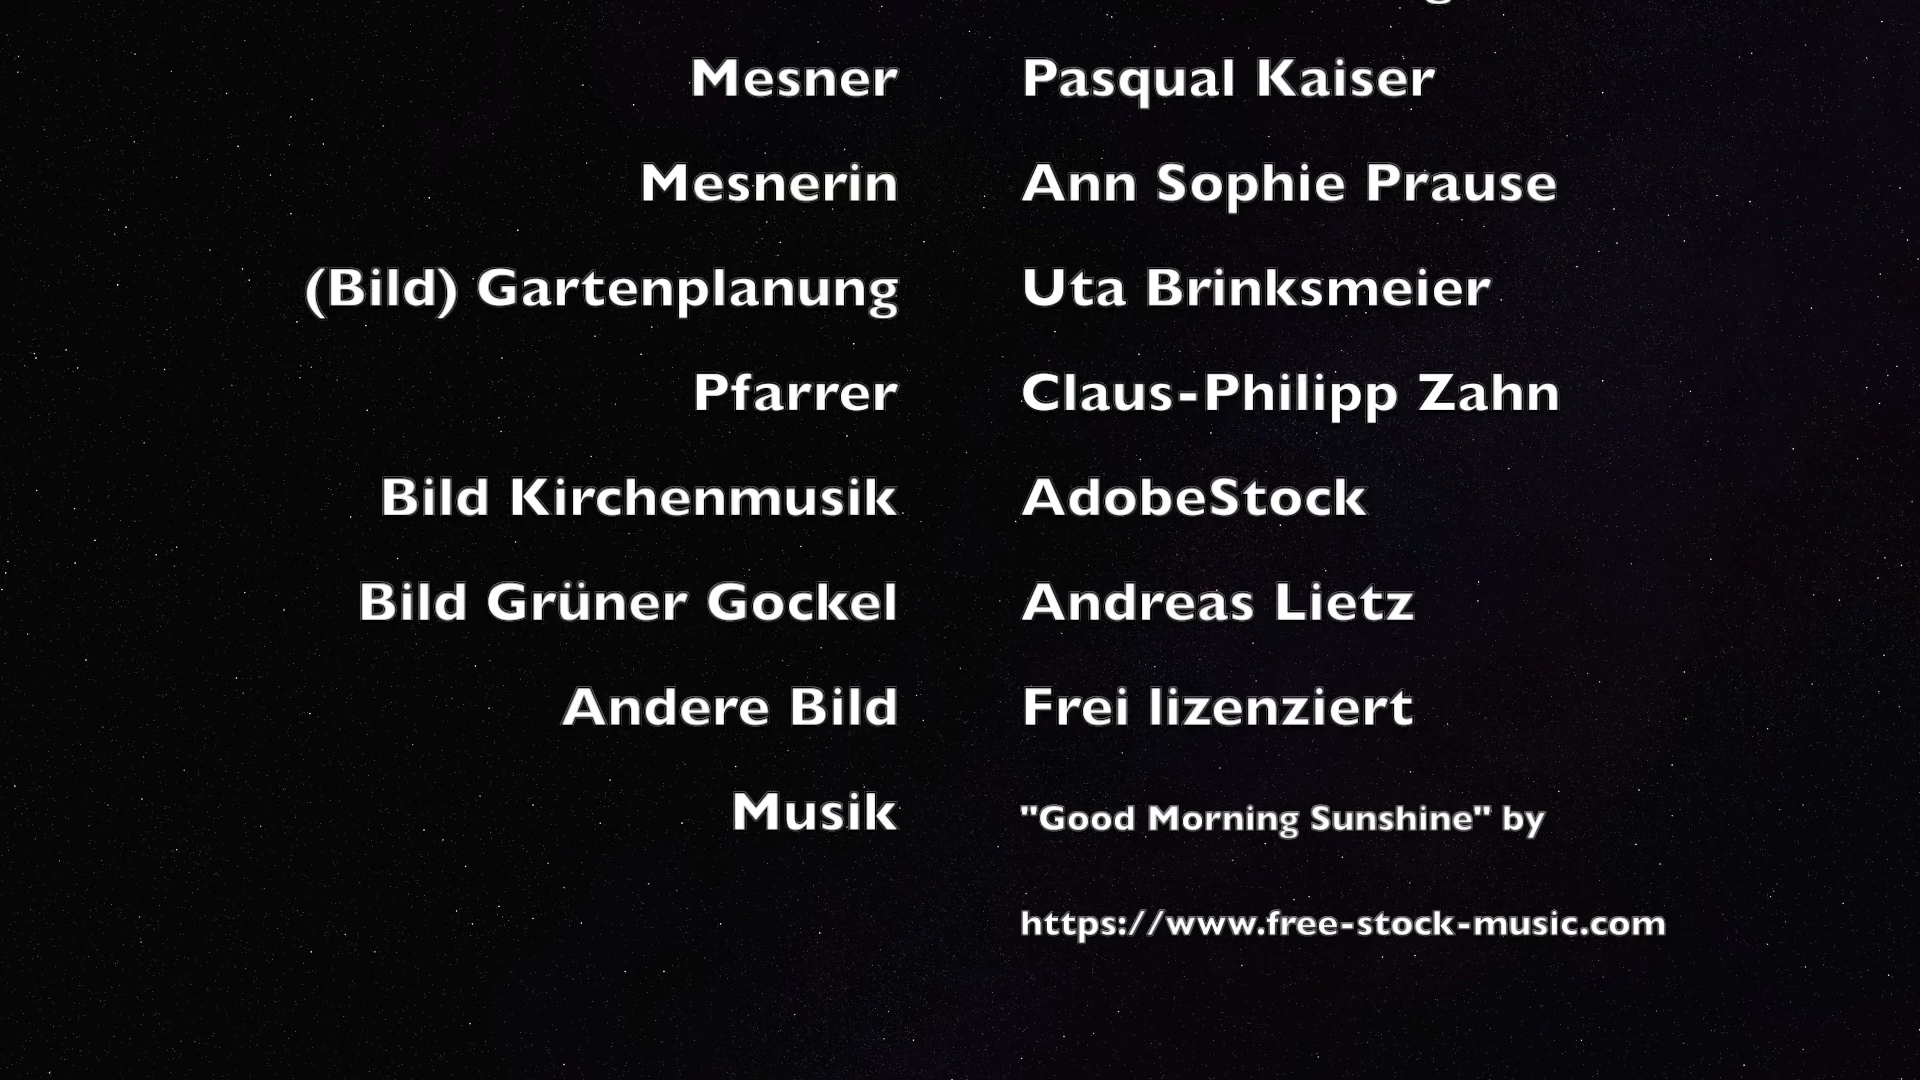 Mesner Pasqual Kaiser
Mesnerin Ann Sophie Prause
(Bild) Gartenplanung Uta Brinksmeier
Pfarrer Claus-Philipp Zahn
Bild Kirchenmusik AdobeStock
Bild Grüner Gockel Andreas Lietz
Andere Bild Frei lizenziert
Musik "Good Morning Sunshine" by
https://www.free-stock-music.com